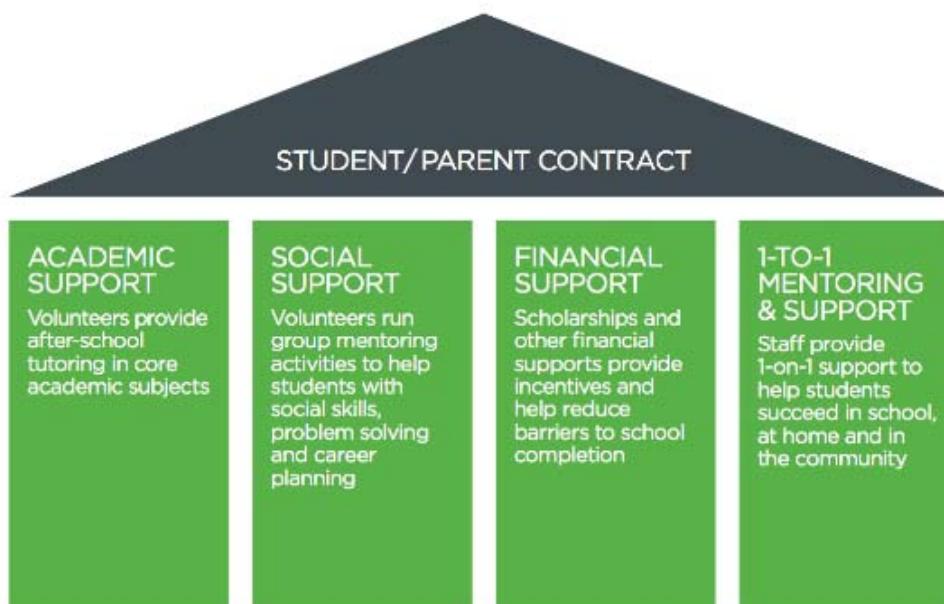 STUDENT/PARENT CONTRACT
ACADEMIC
SUPPORT
Volunteers provide
after-school
tutoring in core
academic subjects
SOCIAL
SUPPORT
Volunteers run
group mentoring
activities to help
students with
social skills,
problem solving
and career
planning
FINANCIAL
SUPPORT
Scholarships and
other financial
supports provide
incentives and
help reduce
barriers to school
completion
1-TO-1
MENTORING
& SUPPORT
Staff provide
1-on-1 support to
help students
succeed in school,
at home and in
the community